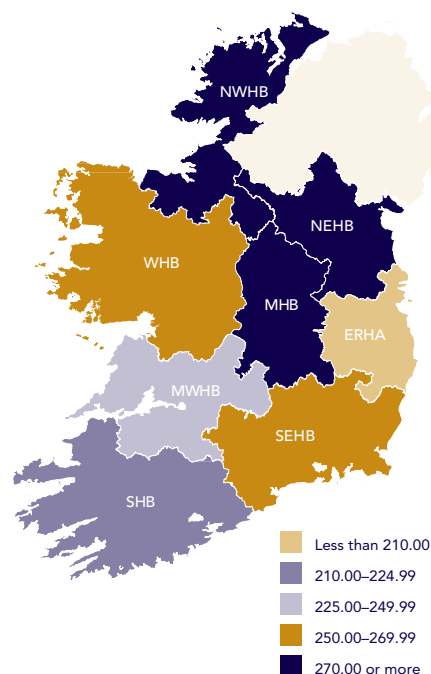 NWHB
NEHB
WHB
MHB
ERHA
MWHB
SEHB
SHB
Less than 210.00
210.00–224.99
225.00–249.99
250.00–269.99
270.00 or more